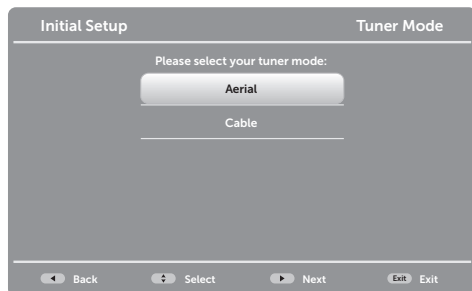 Initial Setup Tuner Mode
Please select your tuner mode:
Aerial
Cable
Back Select Next Exit Exit